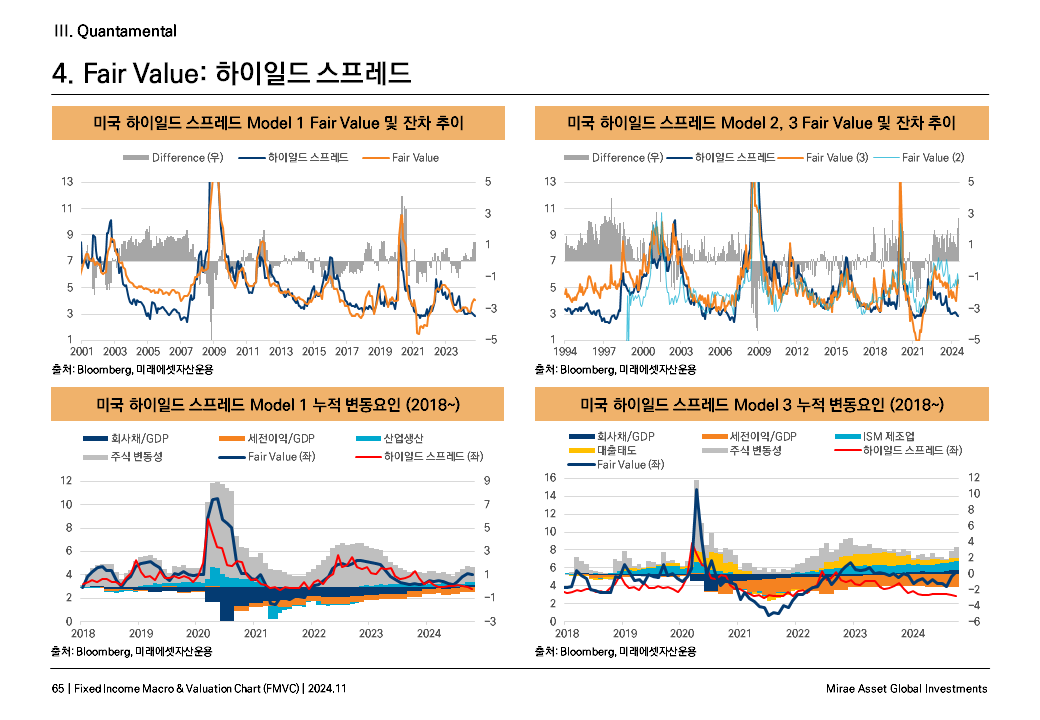 III. Quantamental
4. Fair Value: 하이일드 스프레드
미국 하이일드 스프레드 Model 1 Fair Value 및 잔차 추이
Difference (우) 하이일드 스프레드 Fair Value
13 5
11 3
9 1
7
5 −1
3 −3
1 −5
2001 2003 2005 2007 2009 2011 2013 2015 2017 2019 2021 2023
출처: Bloomberg, 미래에셋자산운용
미국 하이일드 스프레드 Model 2, 3 Fair Value 및 잔차 추이
Difference (우) 하이일드 스프레드 Fair Value (3) Fair Value (2)
13 5
11 3
9 1
7
5 −1
3 −3
1 −5
1994 1997 2000 2003 2006 2009 2012 2015 2018 2021 2024
출처: Bloomberg, 미래에셋자산운용
미국 하이일드 스프레드 Model 1 누적 변동요인 (2018~)
회사채/GDP 세전이익/GDP 산업생산
주식 변동성 Fair Value (좌) 하이일드 스프레드 (좌)
12 9
10 7
8 5
6 3
4 1
2 −1
0 −3
2018 2019 2020 2021 2022 2023 2024
출처: Bloomberg, 미래에셋자산운용
미국 하이일드 스프레드 Model 3 누적 변동요인 (2018~)
회사채/GDP 세전이익/GDP ISM 제조업
대출태도 주식 변동성 하이일드 스프레드 (좌)
Fair Value (좌)
16 12
14 10
12 8
10 6
8 4
6 2
4 0
2 −2
0 −4
−6
2018 2019 2020 2021 2022 2023 2024
출처: Bloomberg, 미래에셋자산운용
65 | Fixed Income Macro & Valuation Chart (FMVC) | 2024.11
Mirae Asset Global Investments